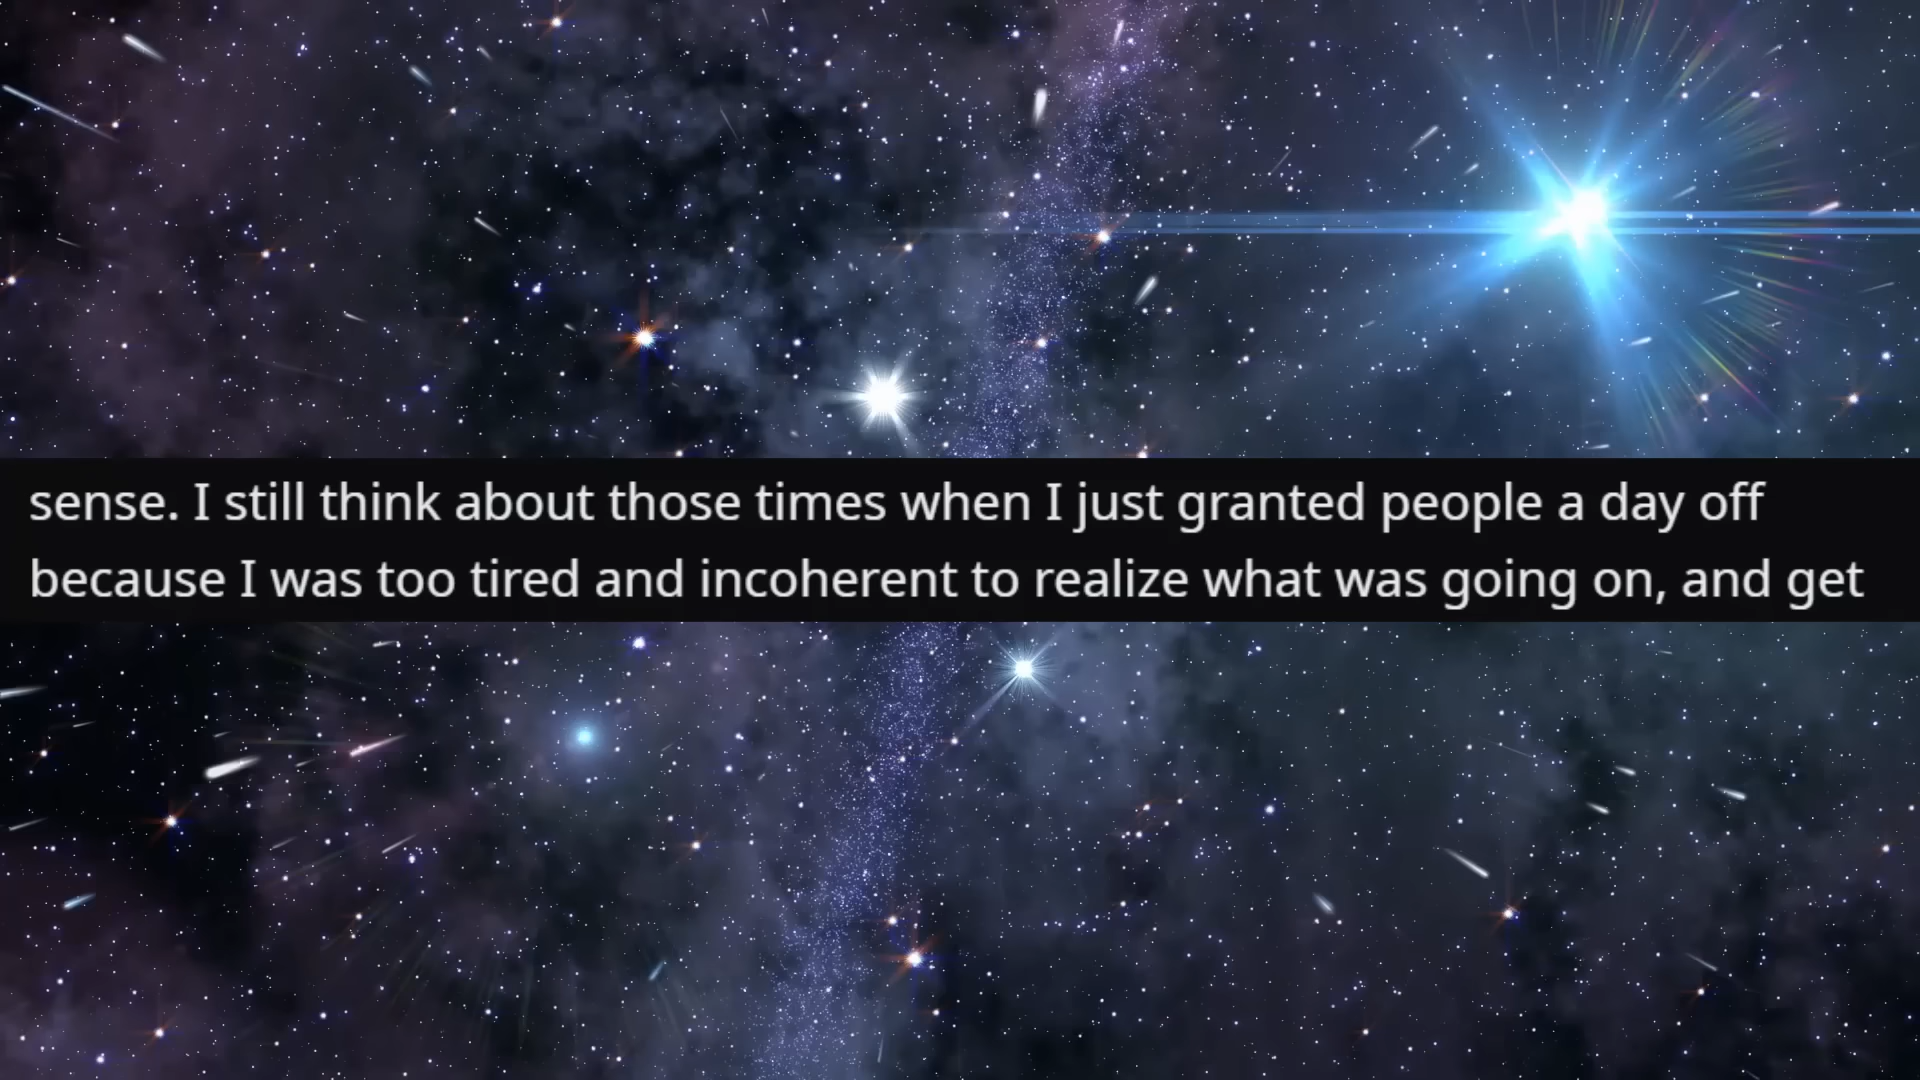 sense. I still think about those times when I just granted people a day off
because I was too tired and incoherent to realize what was going on, and get